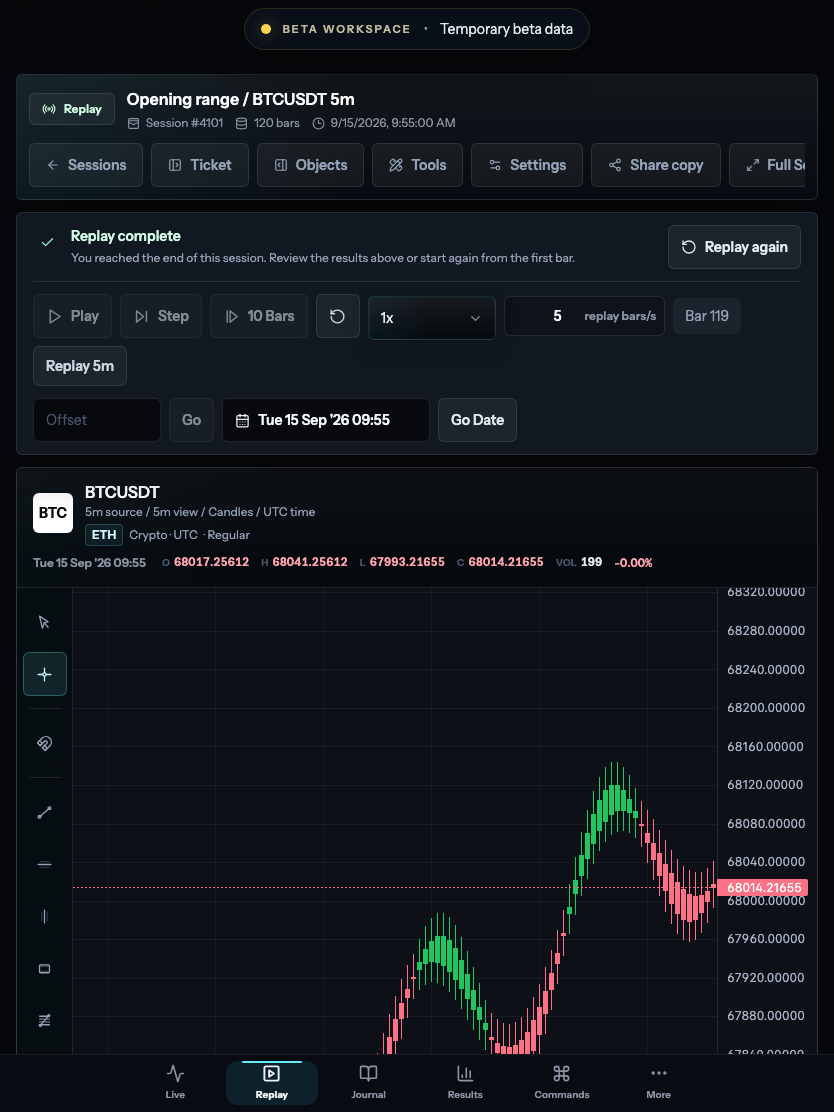 BETA WORKSPACE · Temporary beta data
Replay
Opening range / BTCUSDT 5m
Session #4101 120 bars 9/15/2026, 9:55:00 AM
Sessions Ticket Objects Tools Settings Share copy Full Sc
Replay complete
You reached the end of this session. Review the results above or start again from the first bar.
Replay again
Play Step 10 Bars 1x 5 replay bars/s Bar 119
Replay 5m
Offset Go Tue 15 Sep '26 09:55 Go Date
BTC
BTCUSDT
5m source / 5m view / Candles / UTC time
ETH Crypto · UTC · Regular
Tue 15 Sep '26 09:55 O 68017.25612 H 68041.25612 L 67993.21655 C 68014.21655 VOL 199 -0.00%
68320.00000
68280.00000
68240.00000
68200.00000
68160.00000
68120.00000
68080.00000
68040.00000
68014.21655
68000.00000
67960.00000
67920.00000
67880.00000
67840.00000
Live Replay Journal Results Commands More